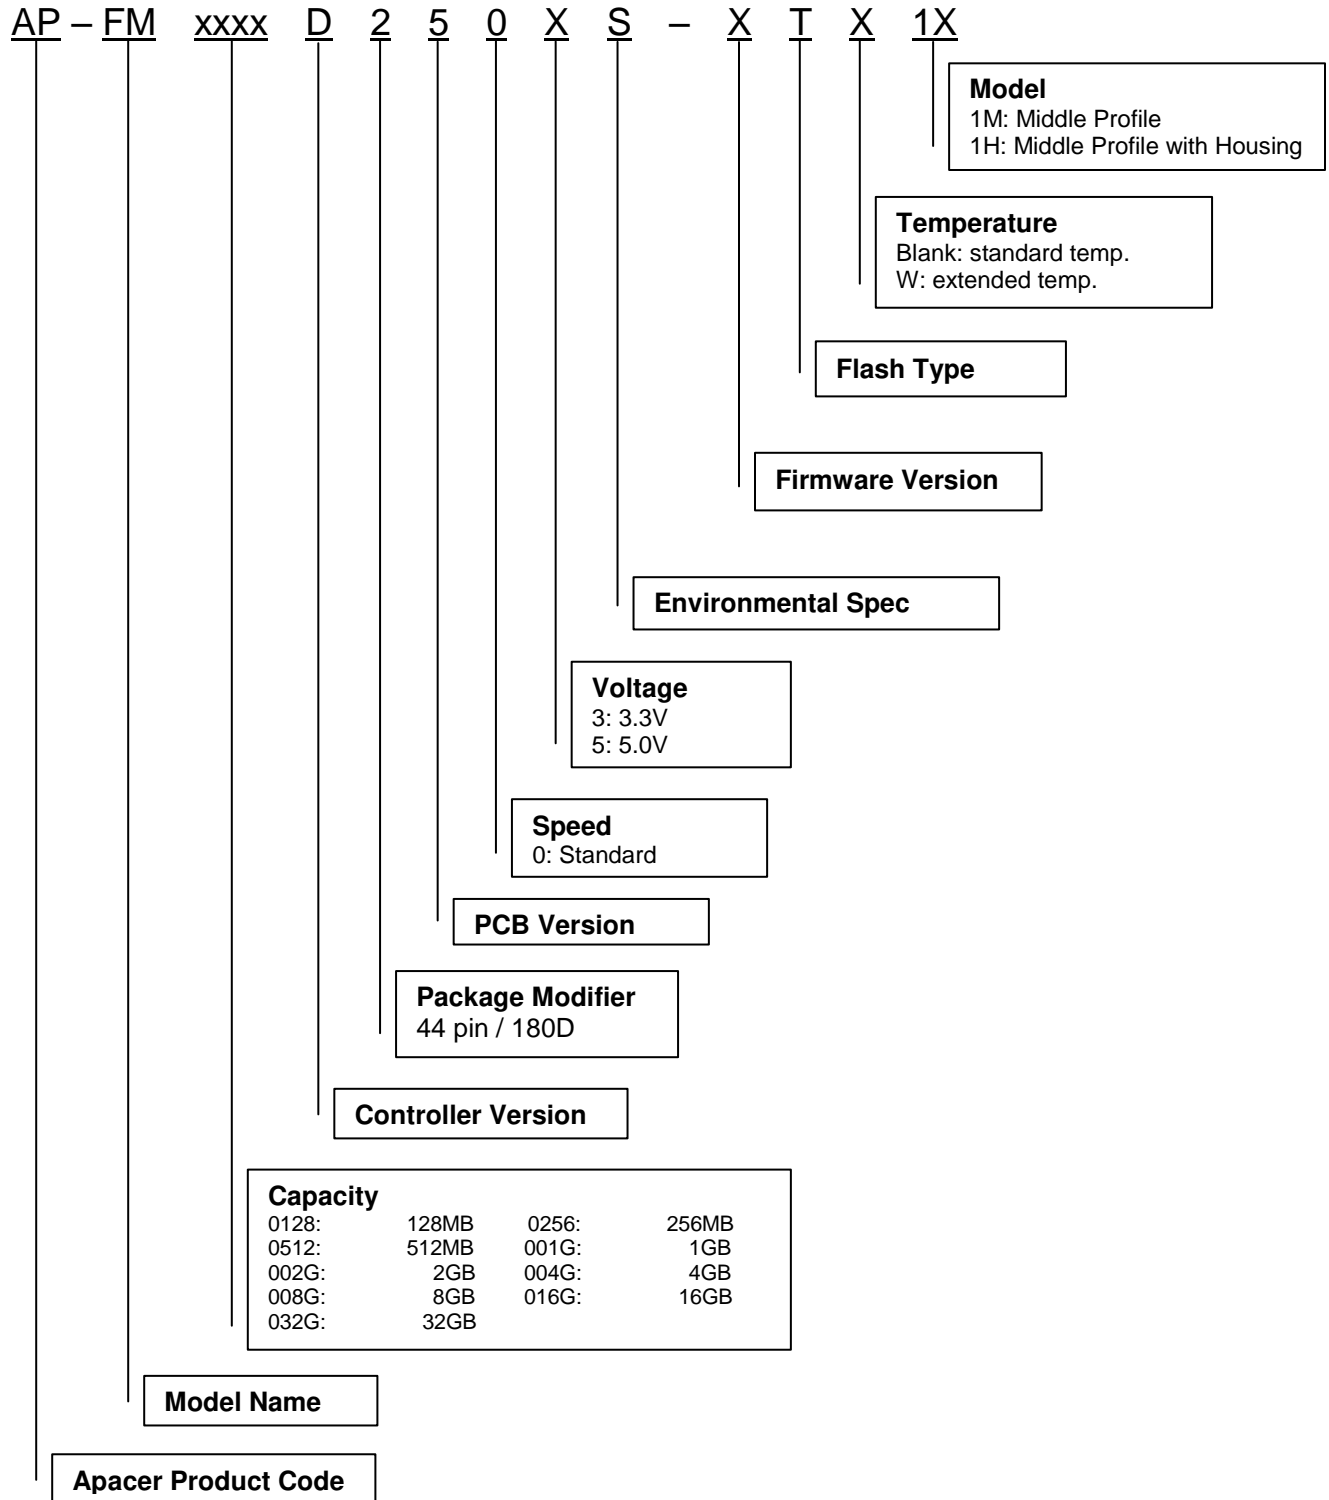 AP – FM xxxx D 2 5 0 X S – X T X 1X
Model
1M: Middle Profile
1H: Middle Profile with Housing
Temperature
Blank: standard temp.
W: extended temp.
Flash Type
Firmware Version
Environmental Spec
Voltage
3: 3.3V
5: 5.0V
Speed
0: Standard
PCB Version
Package Modifier
44 pin / 180D
Controller Version
Capacity
0128: 128MB 0256: 256MB
0512: 512MB 001G: 1GB
002G: 2GB 004G: 4GB
008G: 8GB 016G: 16GB
032G: 32GB
Model Name
Apacer Product Code